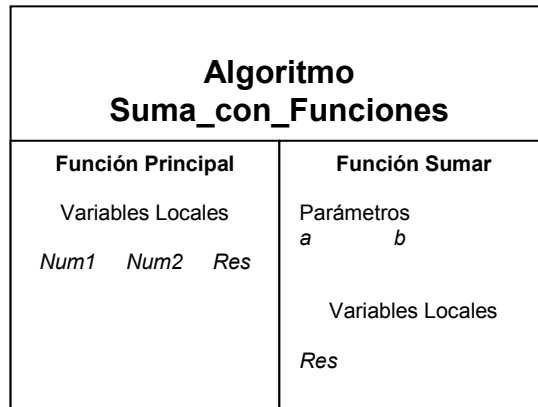 Algoritmo
Suma_con_Funciones
Función Principal
Variables Locales
Num1 Num2 Res
Función Sumar
Parámetros
a b
Variables Locales
Res